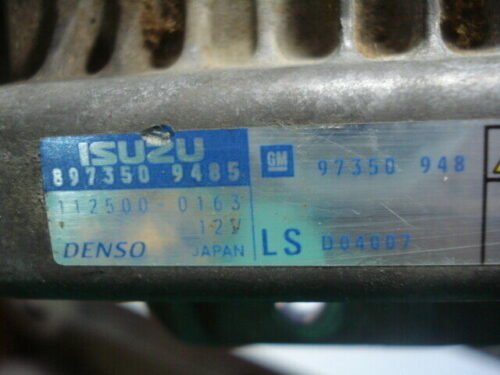 ISUZU
897350 9485
112500 0163
12V
DENSO JAPAN
GM 97350 948
LS D04007